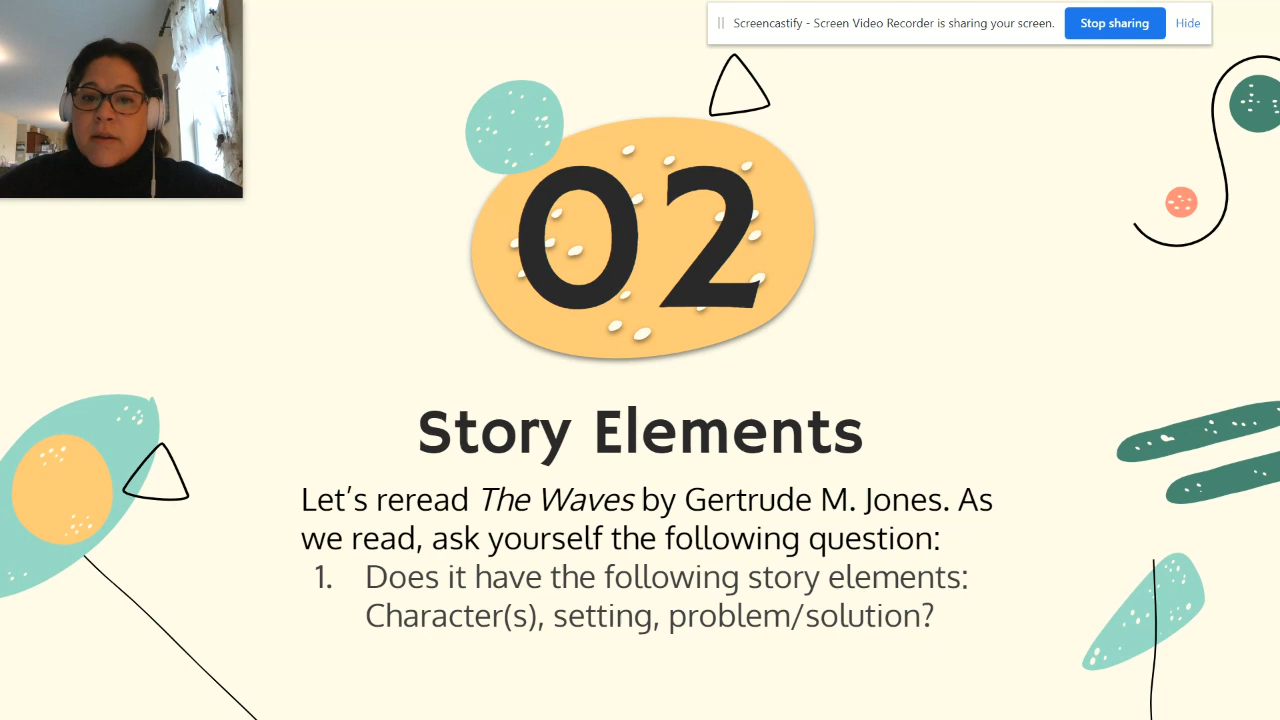 Screencastify - Screen Video Recorder is sharing your screen. Stop sharing Hide
02
Story Elements
Let’s reread The Waves by Gertrude M. Jones. As
we read, ask yourself the following question:
1. Does it have the following story elements:
Character(s), setting, problem/solution?